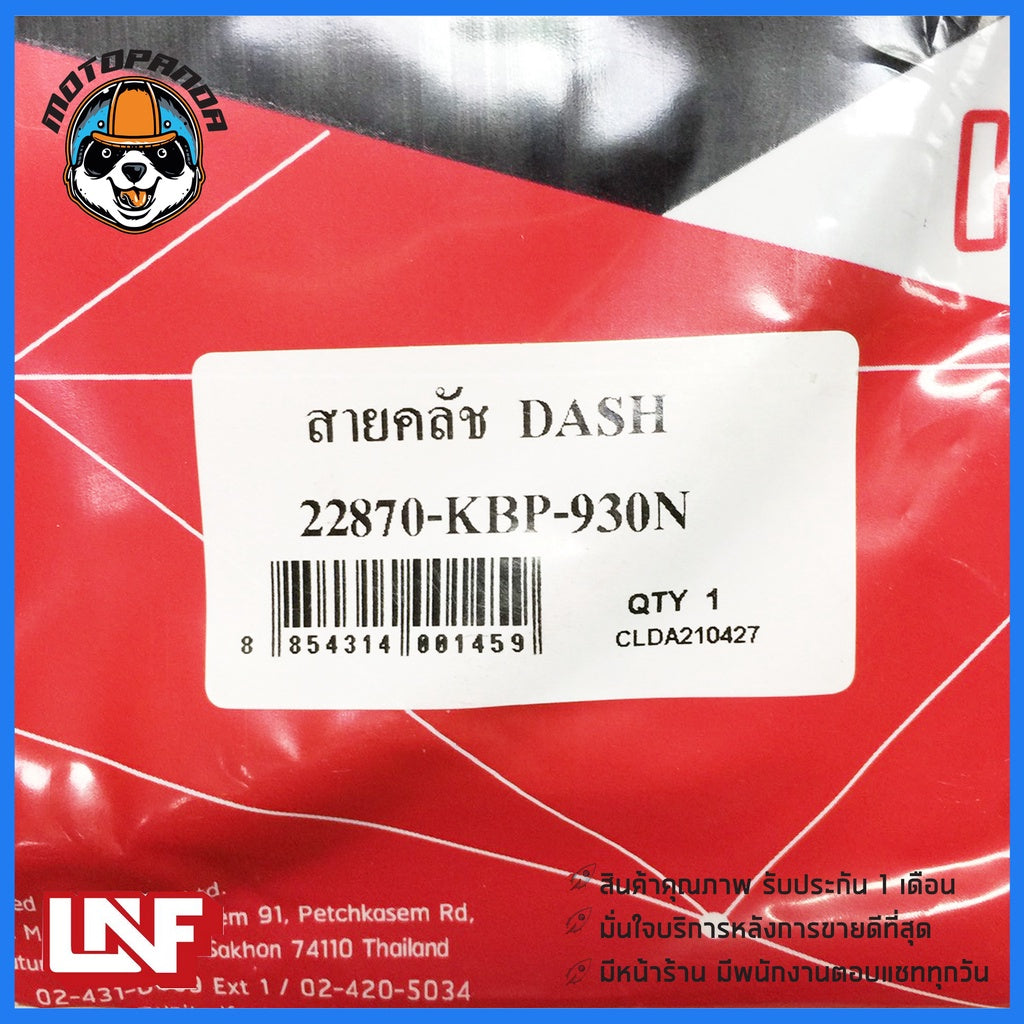 MOTOPANDA
สายคลัช DASH
22870-KBP-930N
QTY 1
CLDA210427
8 854314 001459
สินค้าคุณภาพ รับประกัน 1 เดือน
มั่นใจบริการหลังการขายดีที่สุด
มีหน้าร้าน มีพนักงานตอบแชททุกวัน
LNF
91, Petchkasem Rd,
Sakhon 74110 Thailand
Ext 1 / 02-420-5034